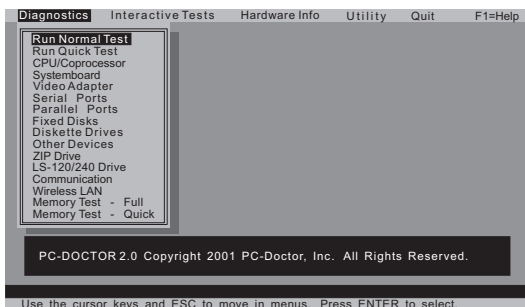 Diagnostics Interactive Tests Hardware Info Utility Quit F1=Help
Run Normal Test
Run Quick Test
CPU/Coprocessor
Systemboard
Video Adapter
Serial Ports
Parallel Ports
Fixed Disks
Diskette Drives
Other Devices
ZIP Drive
LS-120/240 Drive
Communication
Wireless LAN
Memory Test - Full
Memory Test - Quick
PC-DOCTOR 2.0 Copyright 2001 PC-Doctor, Inc. All Rights Reserved.
Use the cursor keys and ESC to move in menus. Press ENTER to select.